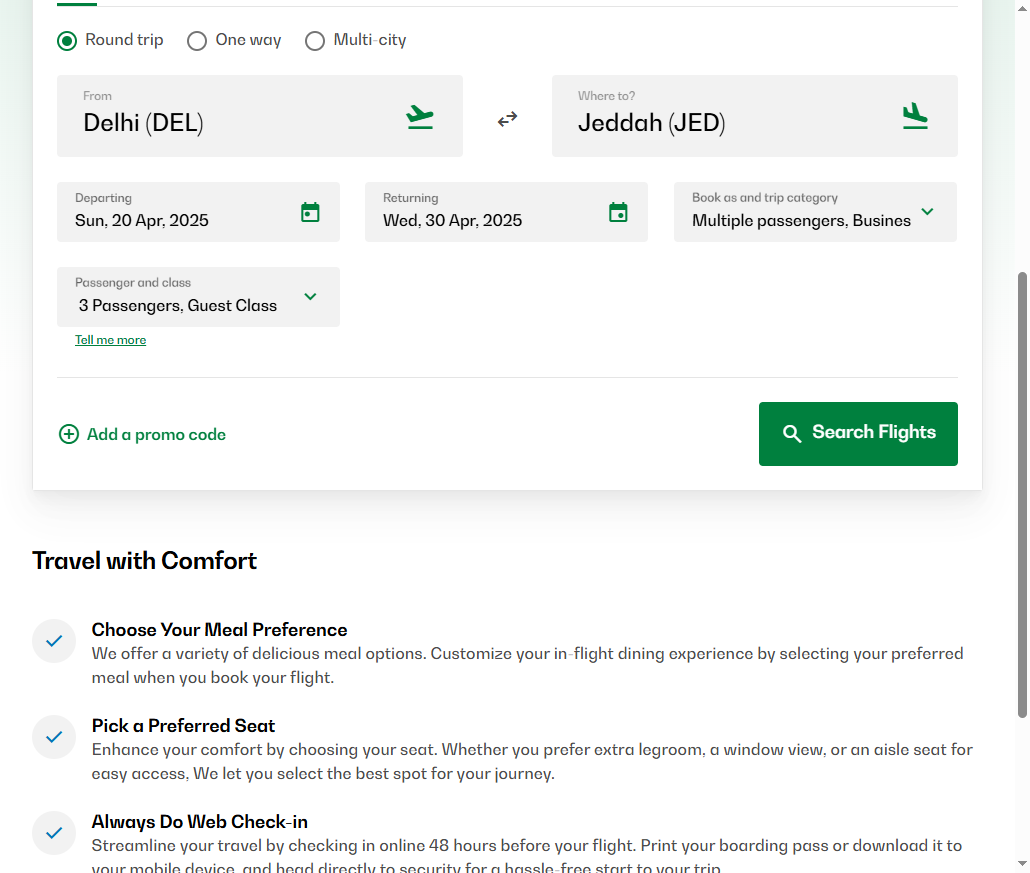 Round trip
One way
Multi-city
From
Delhi (DEL)
Where to?
Jeddah (JED)
Departing
Sun, 20 Apr, 2025
Returning
Wed, 30 Apr, 2025
Book as and trip category
Multiple passengers, Busines
Passenger and class
3 Passengers, Guest Class
Tell me more
Add a promo code
Search Flights
Travel with Comfort
Choose Your Meal Preference
We offer a variety of delicious meal options. Customize your in-flight dining experience by selecting your preferred
meal when you book your flight.
Pick a Preferred Seat
Enhance your comfort by choosing your seat. Whether you prefer extra legroom, a window view, or an aisle seat for
easy access, We let you select the best spot for your journey.
Always Do Web Check-in
Streamline your travel by checking in online 48 hours before your flight. Print your boarding pass or download it to
your mobile device, and head directly to security for a hassle-free start to your trip.